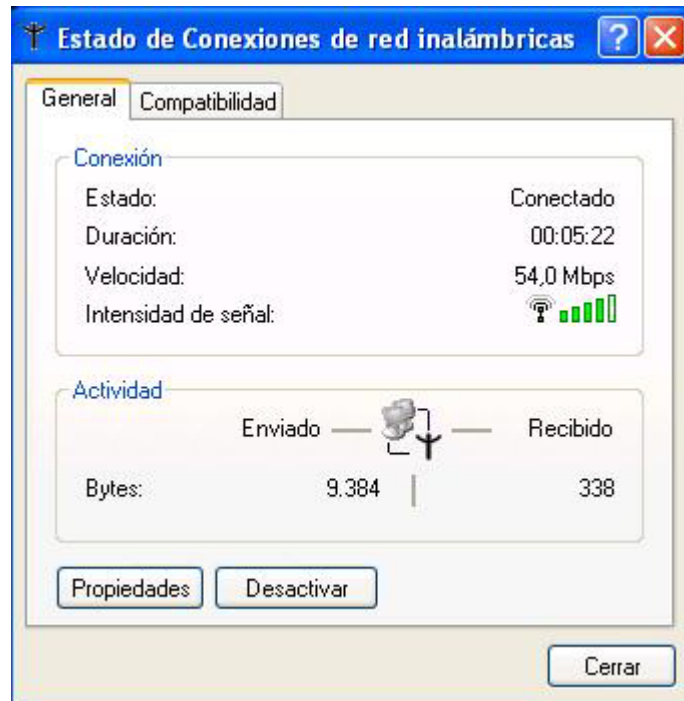 Estado de Conexiones de red inalámbricas
General Compatibilidad
Conexión
Estado: Conectado
Duración: 00:05:22
Velocidad: 54,0 Mbps
Intensidad de señal:
Actividad
Enviado Recibido
Bytes: 9.384 338
Propiedades Desactivar
Cerrar